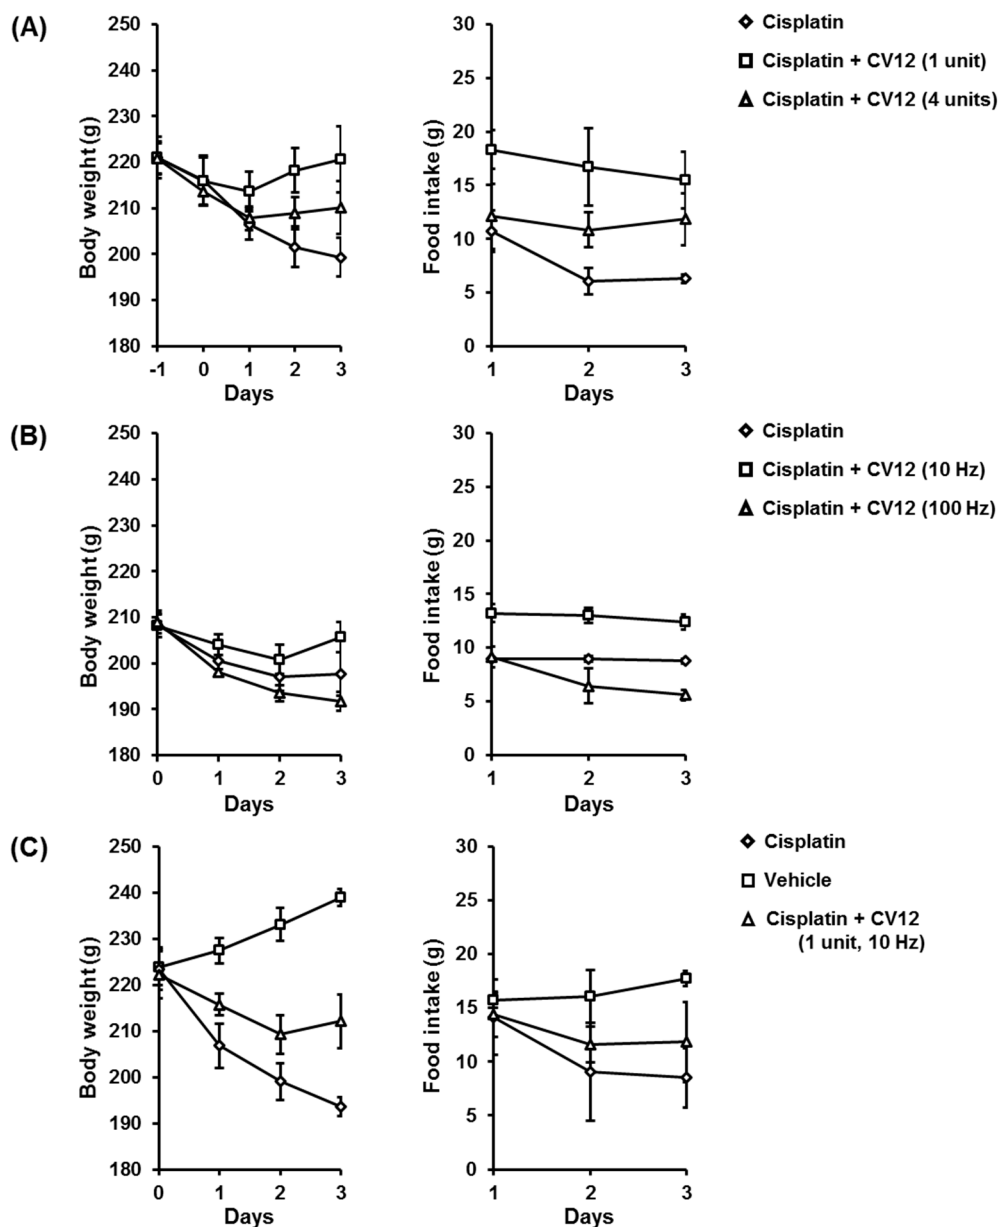 (A)
Body weight (g)
250
240
230
220
210
200
190
180
-1 0 1 2 3
Days
Food intake (g)
30
25
20
15
10
5
0
1 2 3
Days
Cisplatin
Cisplatin + CV12 (1 unit)
Cisplatin + CV12 (4 units)
(B)
Body weight (g)
250
240
230
220
210
200
190
180
0 1 2 3
Days
Food intake (g)
30
25
20
15
10
5
0
1 2 3
Days
Cisplatin
Cisplatin + CV12 (10 Hz)
Cisplatin + CV12 (100 Hz)
(C)
Body weight (g)
250
240
230
220
210
200
190
180
0 1 2 3
Days
Food intake (g)
30
25
20
15
10
5
0
1 2 3
Days
Cisplatin
Vehicle
Cisplatin + CV12
(1 unit, 10 Hz)